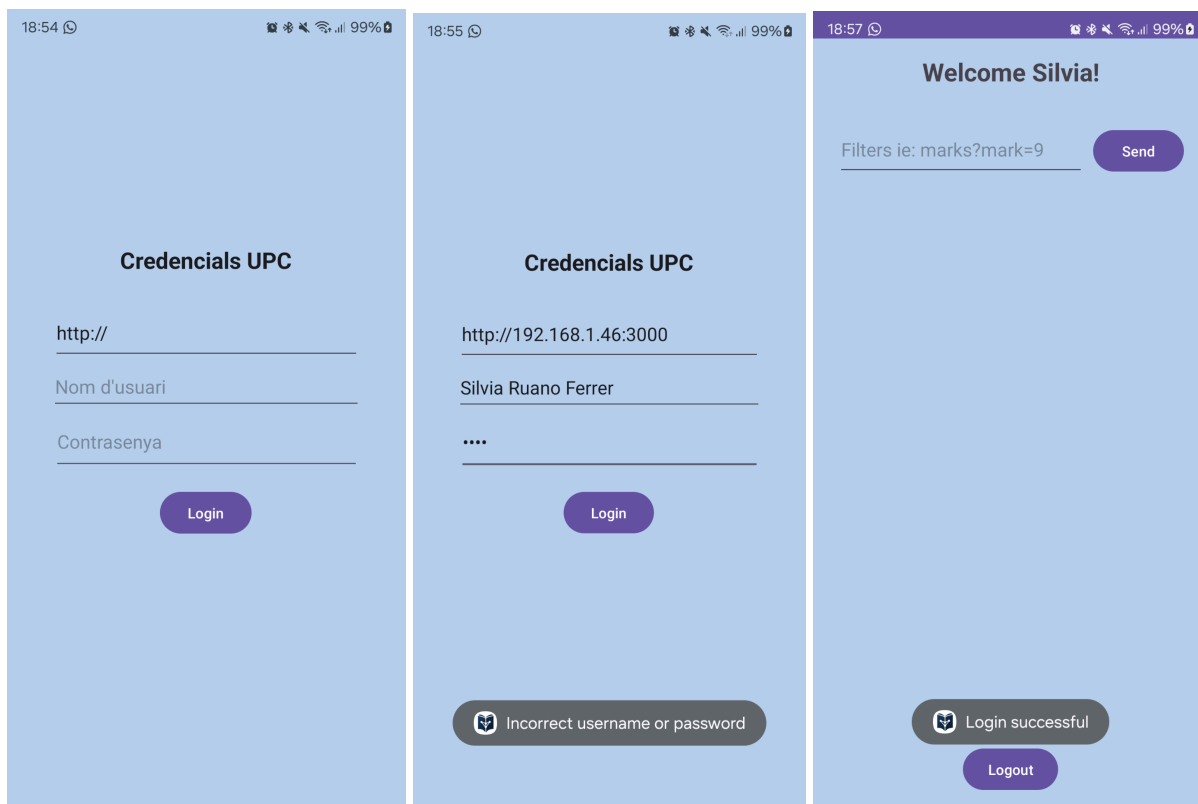 18:54
99%
Credencials UPC
http://
Nom d'usuari
Contrasenya
Login
18:55
99%
Credencials UPC
http://192.168.1.46:3000
Silvia Ruano Ferrer
••••
Login
Incorrect username or password
18:57
99%
Welcome Silvia!
Filters ie: marks?mark=9
Send
Login successful
Logout